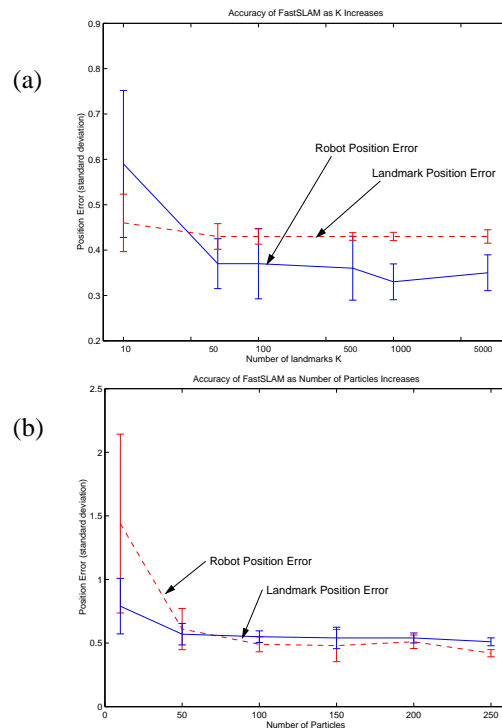 (a)
Accuracy of FastSLAM as K Increases
Position Error (standard deviation)
0.9
0.8
0.7
0.6
0.5
0.4
0.3
0.2
Robot Position Error
Landmark Position Error
10 50 100 500 1000 5000
Number of landmarks K
(b)
Accuracy of FastSLAM as Number of Particles Increases
Position Error (standard deviation)
2.5
2
1.5
1
0.5
0
Robot Position Error
Landmark Position Error
0 50 100 150 200 250
Number of Particles